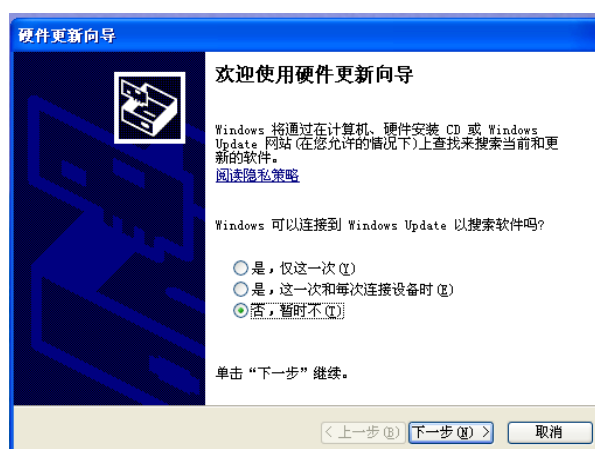 硬件更新向导
欢迎使用硬件更新向导
Windows 将通过在计算机、硬件安装 CD 或 Windows
Update 网站(在您允许的情况下)上查找来搜索当前和更
新的软件。
阅读隐私策略
Windows 可以连接到 Windows Update 以搜索软件吗?
是，仅这一次(Y)
是，这一次和每次连接设备时(E)
否，暂时不(T)
单击“下一步”继续。
< 上一步(B) 下一步(N) > 取消